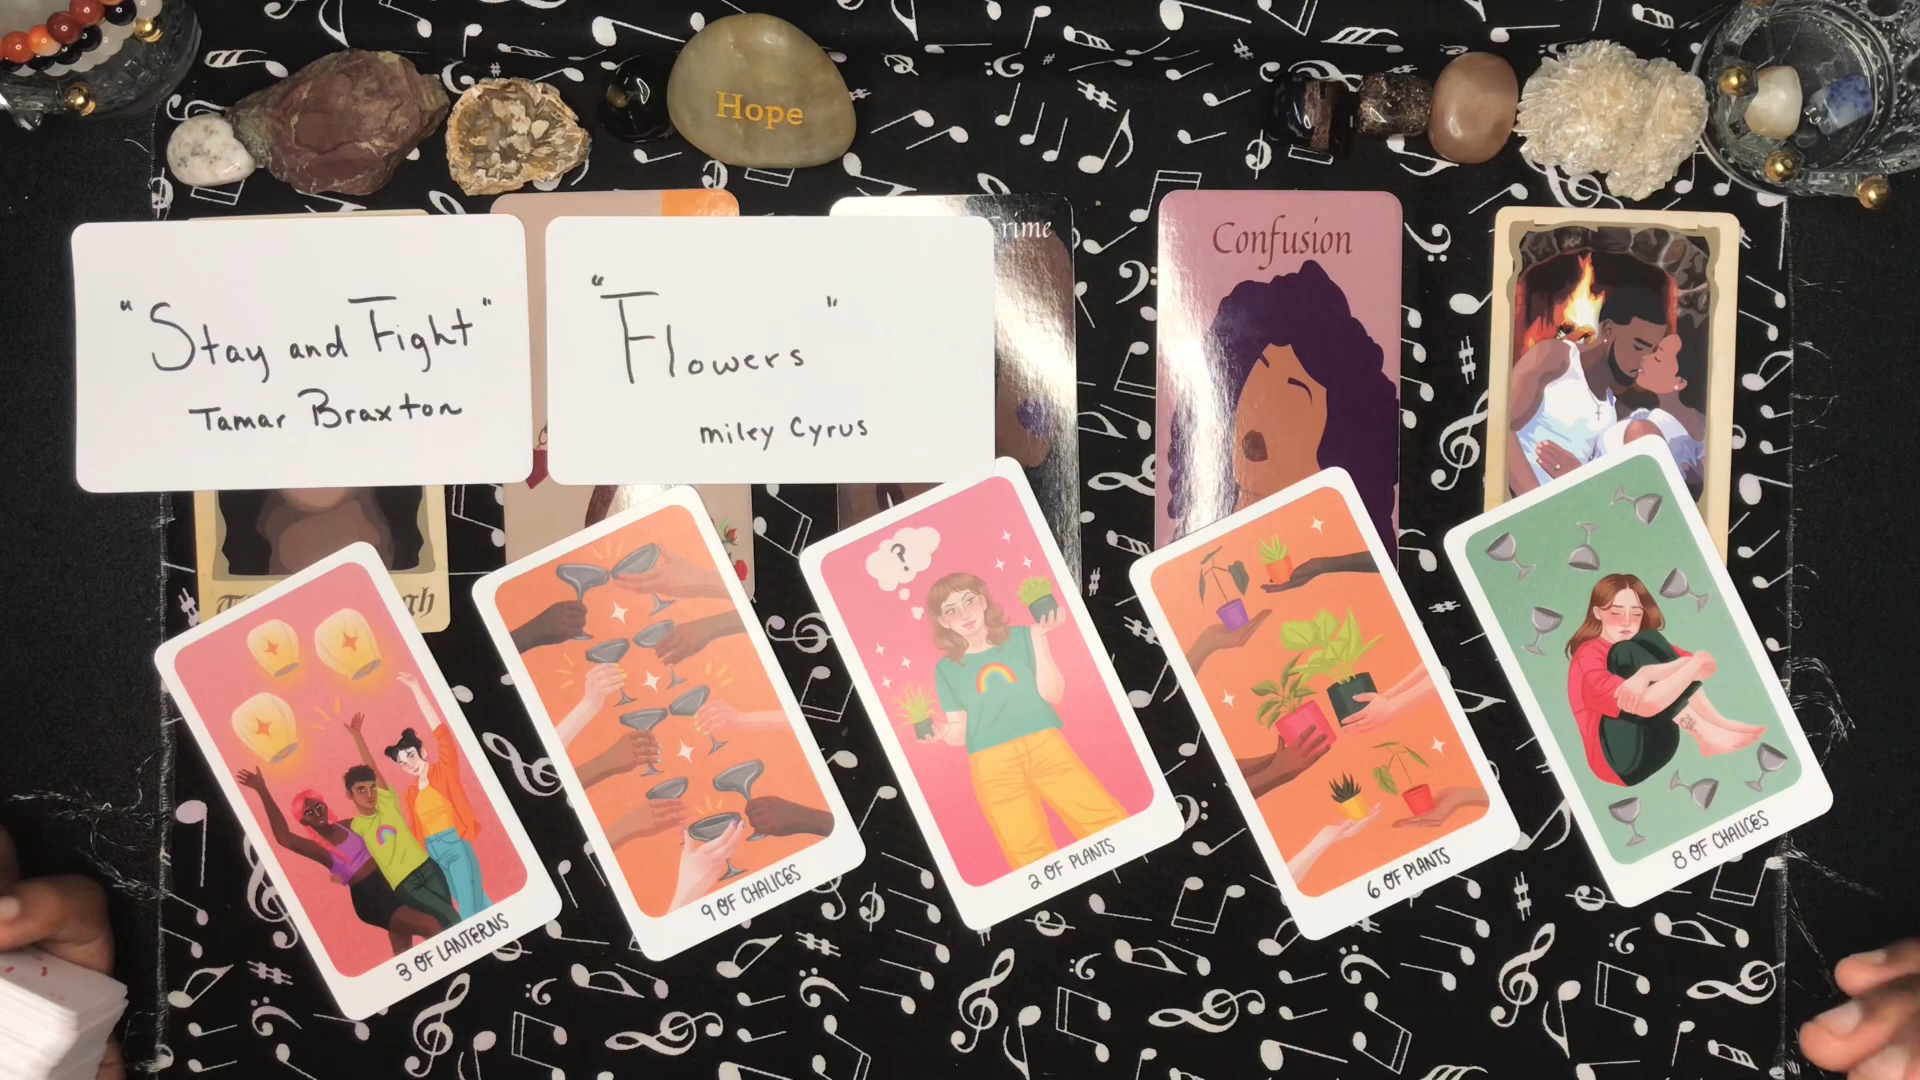 Hope
rime
Confusion
"Stay and Fight"
Tamar Braxton
"Flowers"
miley Cyrus
?
3 OF LANTERNS
9 OF CHALICES
2 OF PLANTS
6 OF PLANTS
8 OF CHALICES